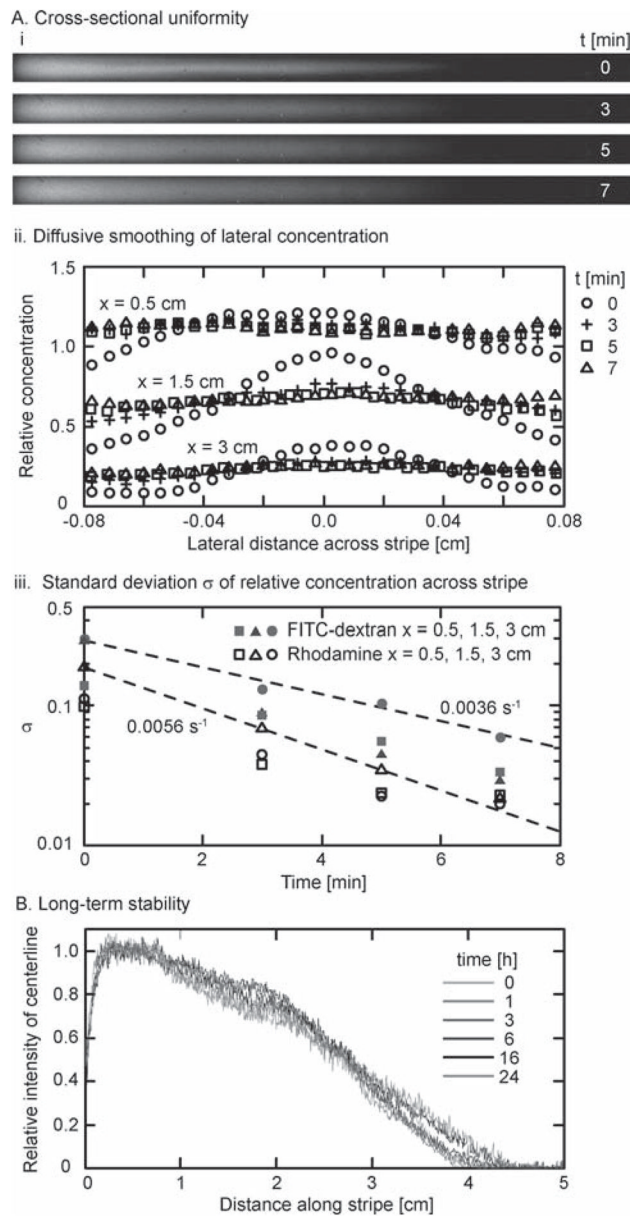 A. Cross-sectional uniformity
i
t [min]
0
3
5
7
ii. Diffusive smoothing of lateral concentration
1.5
1.0
0.5
0
Relative concentration
x = 0.5 cm
x = 1.5 cm
x = 3 cm
t [min]
0
3
5
7
-0.08 -0.04 0.0 0.04 0.08
Lateral distance across stripe [cm]
iii. Standard deviation σ of relative concentration across stripe
0.5
0.1
0.01
σ
FITC-dextran x = 0.5, 1.5, 3 cm
Rhodamine x = 0.5, 1.5, 3 cm
0.0056 s⁻¹
0.0036 s⁻¹
0 2 4 6 8
Time [min]
B. Long-term stability
Relative intensity of centerline
1.0
0.8
0.6
0.4
0.2
0
time [h]
0
1
3
6
16
24
0 1 2 3 4 5
Distance along stripe [cm]